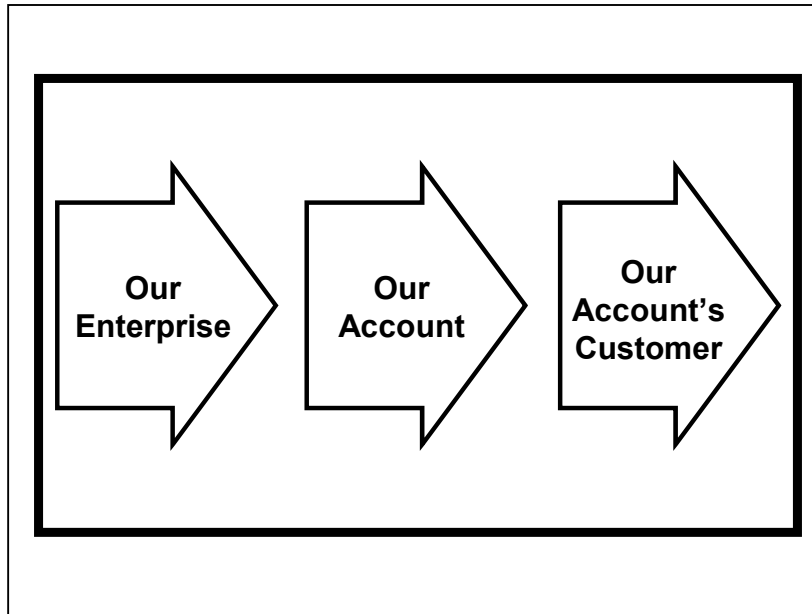 Our
Enterprise
Our
Account
Our
Account’s
Customer